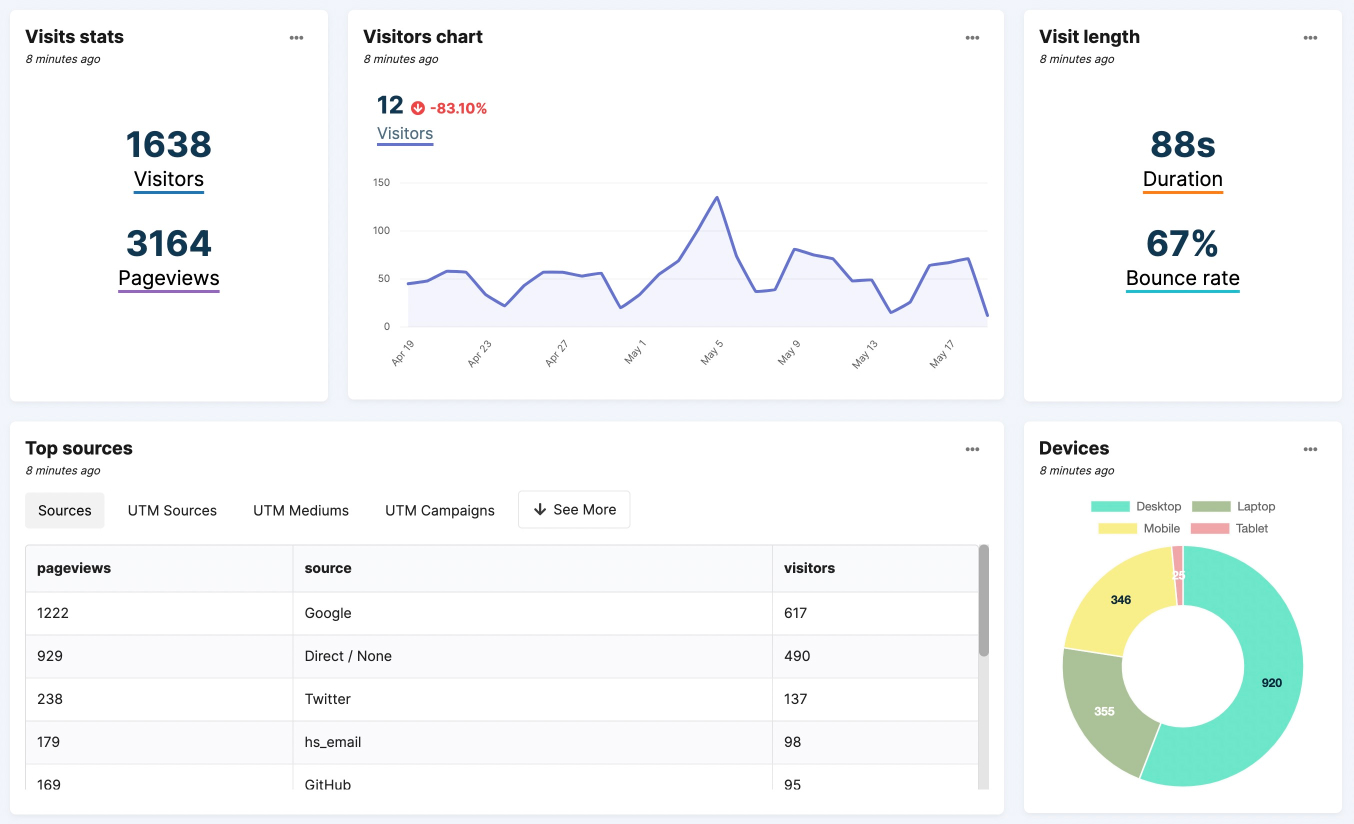 Visits stats
8 minutes ago
1638
Visitors
3164
Pageviews
Visitors chart
8 minutes ago
12 -83.10%
Visitors
150
100
50
0
Apr 19 Apr 23 Apr 27 May 1 May 5 May 9 May 13 May 17
Visit length
8 minutes ago
88s
Duration
67%
Bounce rate
Top sources
8 minutes ago
Sources UTM Sources UTM Mediums UTM Campaigns See More
pageviews source visitors
1222 Google 617
929 Direct / None 490
238 Twitter 137
179 hs_email 98
169 GitHub 95
Devices
8 minutes ago
Desktop Laptop
Mobile Tablet
25
346
920
355